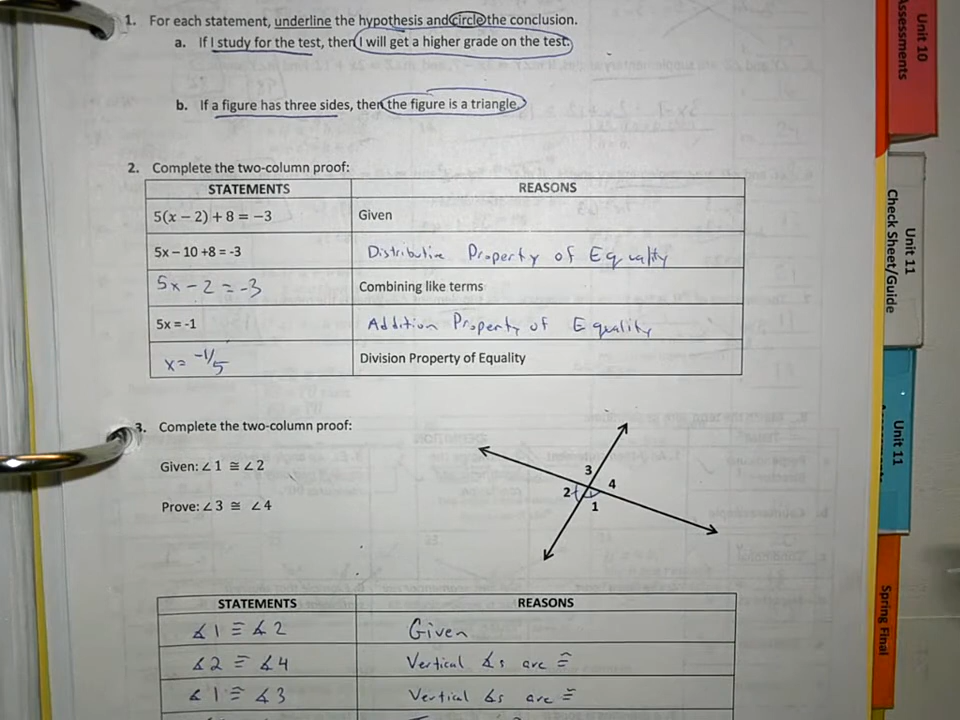 1. For each statement, underline the hypothesis and circle the conclusion.
a. If I study for the test, then I will get a higher grade on the test.
b. If a figure has three sides, then the figure is a triangle
2. Complete the two-column proof:
STATEMENTS REASONS
5(x – 2) + 8 = –3 Given
5x – 10 +8 = -3 Distributive Property of Equality
5x - 2 = -3 Combining like terms
5x = -1 Addition Property of Equality
x = -1/5 Division Property of Equality
3. Complete the two-column proof:
Given: ∠1 ≅ ∠2
Prove: ∠3 ≅ ∠4
3
4
2
1
STATEMENTS REASONS
∡1 ≅ ∡2 Given
∡2 ≅ ∡4 Vertical ∡s are ≅
∡1 ≅ ∡3 Vertical ∡s are ≅
Unit 10
Assessments
Unit 11
Check Sheet/Guide
Unit 11
Spring Final